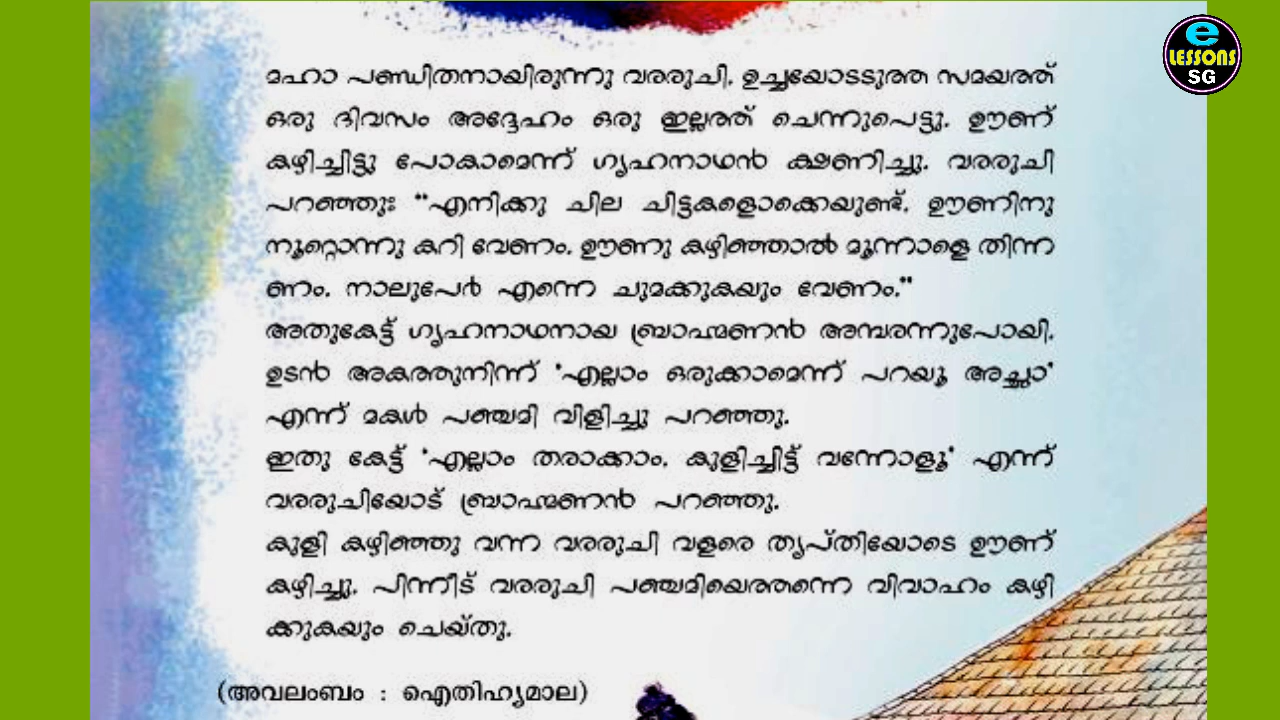 e
LESSONS
SG
മഹാ പണ്ഡിതനായിരുന്നു വരരുചി. ഉച്ചയോടടുത്ത സമയത്ത്
ഒരു ദിവസം അദ്ദേഹം ഒരു ഇല്ലത്ത് ചെന്നുപെട്ടു. ഊണ്
കഴിച്ചിട്ടു പോകാമെന്ന് ഗൃഹനാഥൻ ക്ഷണിച്ചു. വരരുചി
പറഞ്ഞുഃ "എനിക്കു ചില ചിട്ടകളൊക്കെയുണ്ട്. ഊണിനു
നൂറ്റൊന്നു കറി വേണം. ഊണു കഴിഞ്ഞാൽ മൂന്നാളെ തിന്ന
ണം. നാലുപേർ എന്നെ ചുമക്കുകയും വേണം."
അതുകേട്ട് ഗൃഹനാഥനായ ബ്രാഹ്മണൻ അമ്പരന്നുപോയി.
ഉടൻ അകത്തുനിന്ന് 'എല്ലാം ഒരുക്കാമെന്ന് പറയൂ അച്ഛാ'
എന്ന് മകൾ പഞ്ചമി വിളിച്ചു പറഞ്ഞു.
ഇതു കേട്ട് 'എല്ലാം തരാക്കാം. കുളിച്ചിട്ട് വന്നോളൂ' എന്ന്
വരരുചിയോട് ബ്രാഹ്മണൻ പറഞ്ഞു.
കുളി കഴിഞ്ഞു വന്ന വരരുചി വളരെ തൃപ്തിയോടെ ഊണ്
കഴിച്ചു. പിന്നീട് വരരുചി പഞ്ചമിയെത്തന്നെ വിവാഹം കഴി
ക്കുകയും ചെയ്തു.
(അവലംബം : ഐതിഹ്യമാല)